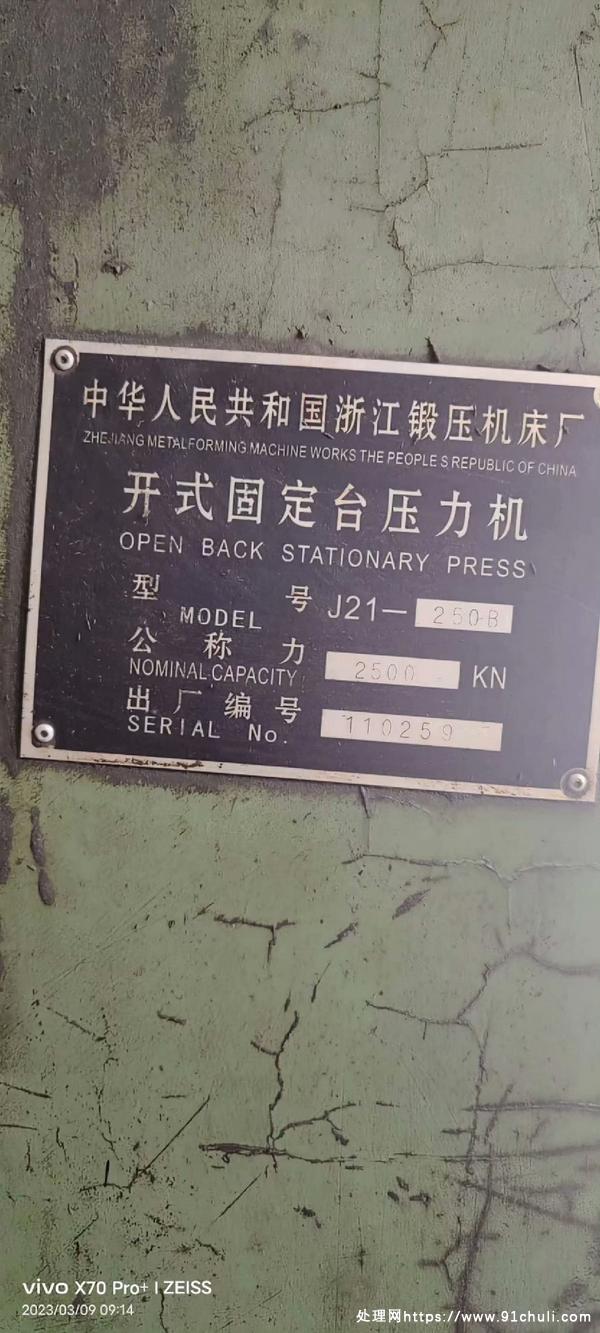 中华人民共和国浙江锻压机床厂
ZHEJIANG METALFORMING MACHINE WORKS THE PEOPLE S REPUBLIC OF CHINA
开式固定台压力机
OPEN BACK STATIONARY PRESS
型号 J21-250B
MODEL
公称力 2500 KN
NOMINAL CAPACITY
出厂编号 110259
SERIAL No.
vivo X70 Pro+ | ZEISS
2023/03/09 09:14
处理网https://www.91chuli.com